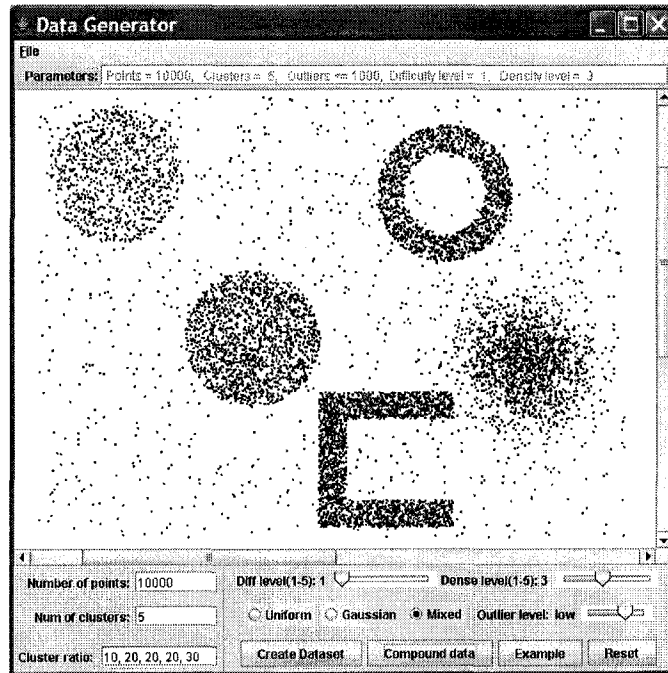 Data Generator
File
Parameters: Points = 10000, Clusters = 5, Outliers == 1000, Difficulty level = 1, Density level = 3
Number of points: 10000
Diff level(1-5): 1
Dense level(1-5): 3
Num of clusters: 5
Uniform
Gaussian
Mixed
Outlier level: low
Cluster ratio: 10, 20, 20, 20, 30
Create Dataset
Compound data
Example
Reset